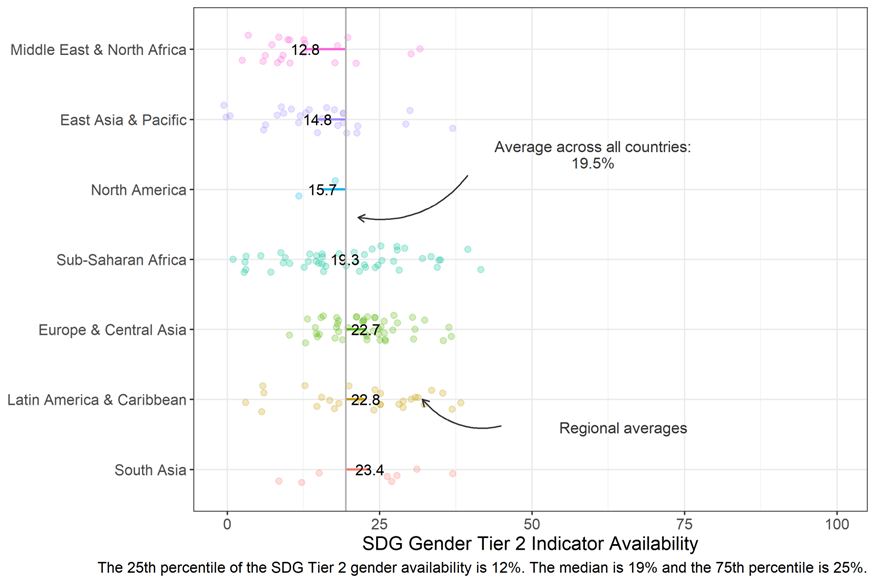 Middle East & North Africa
12.8
East Asia & Pacific
14.8
Average across all countries:
19.5%
North America
15.7
Sub-Saharan Africa
19.3
Europe & Central Asia
22.7
Latin America & Caribbean
22.8
Regional averages
South Asia
23.4
0
25
50
75
100
SDG Gender Tier 2 Indicator Availability
The 25th percentile of the SDG Tier 2 gender availability is 12%. The median is 19% and the 75th percentile is 25%.